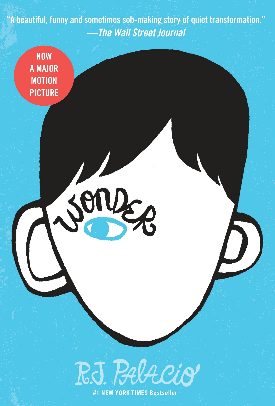 "A beautiful, funny and sometimes sob-making story of quiet transformation."
—The Wall Street Journal
NOW
A MAJOR
MOTION
PICTURE
WONDER
R.J. PALACIO
#1 NEW YORK TIMES Bestseller